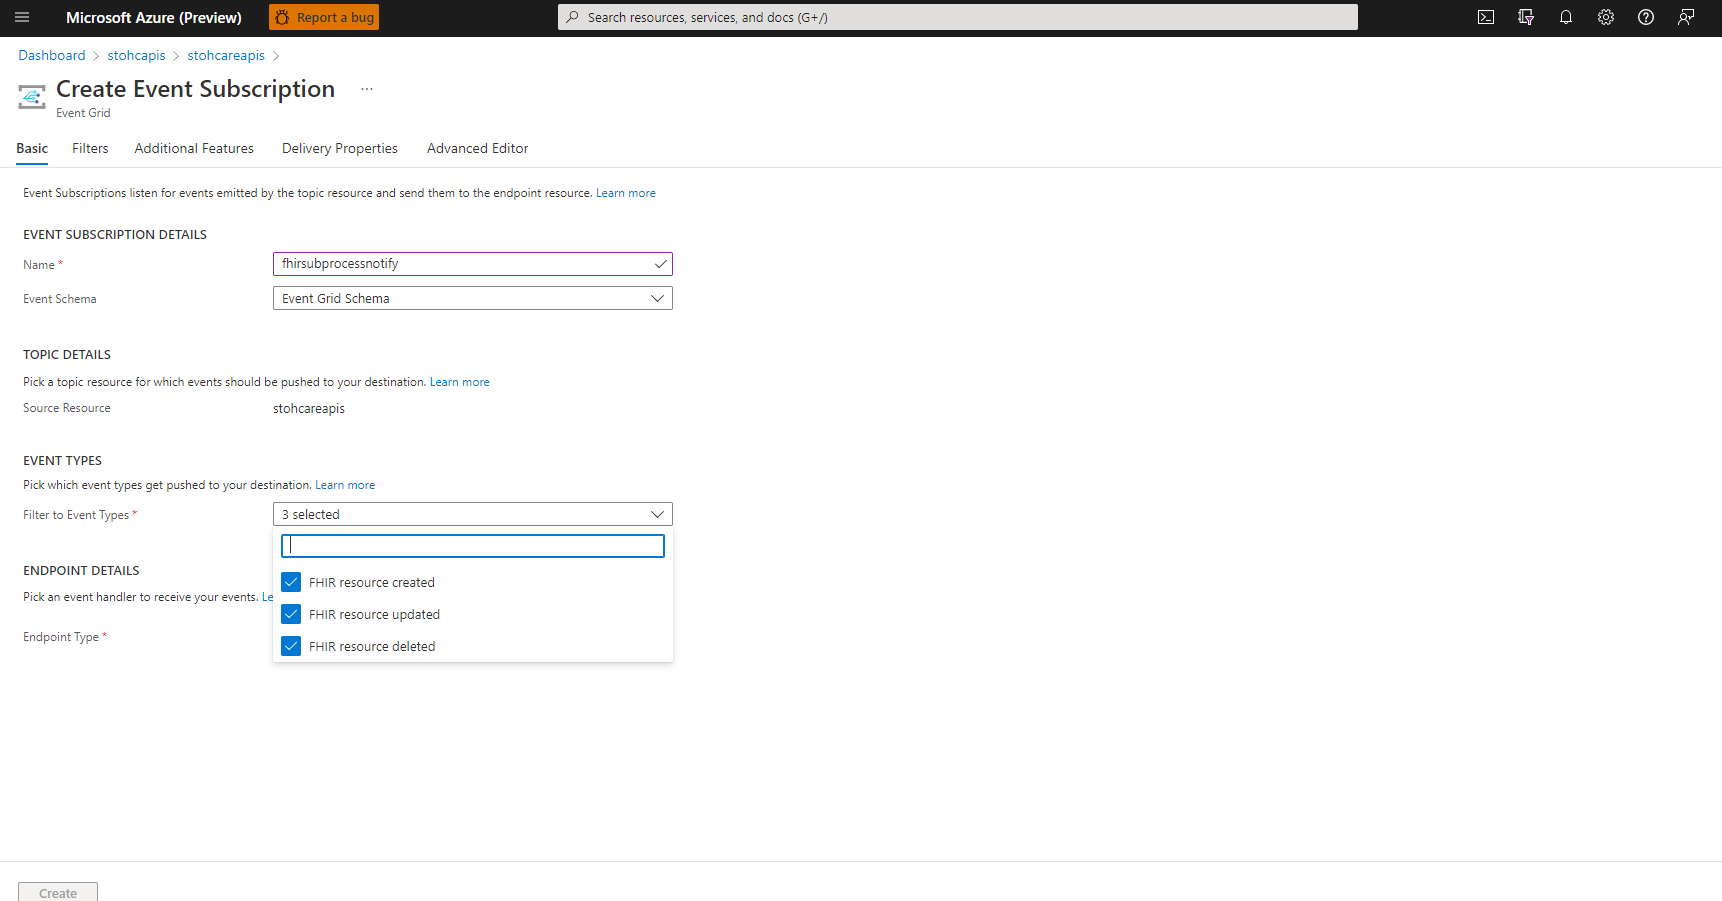 Microsoft Azure (Preview)
Report a bug
Search resources, services, and docs (G+/)
Dashboard > stohcapis > stohcareapis >
Create Event Subscription ...
Event Grid
Basic Filters Additional Features Delivery Properties Advanced Editor
Event Subscriptions listen for events emitted by the topic resource and send them to the endpoint resource. Learn more
EVENT SUBSCRIPTION DETAILS
Name * fhirsubprocessnotify
Event Schema Event Grid Schema
TOPIC DETAILS
Pick a topic resource for which events should be pushed to your destination. Learn more
Source Resource stohcareapis
EVENT TYPES
Pick which event types get pushed to your destination. Learn more
Filter to Event Types * 3 selected
FHIR resource created
FHIR resource updated
FHIR resource deleted
ENDPOINT DETAILS
Pick an event handler to receive your events. Le
Endpoint Type *
Create